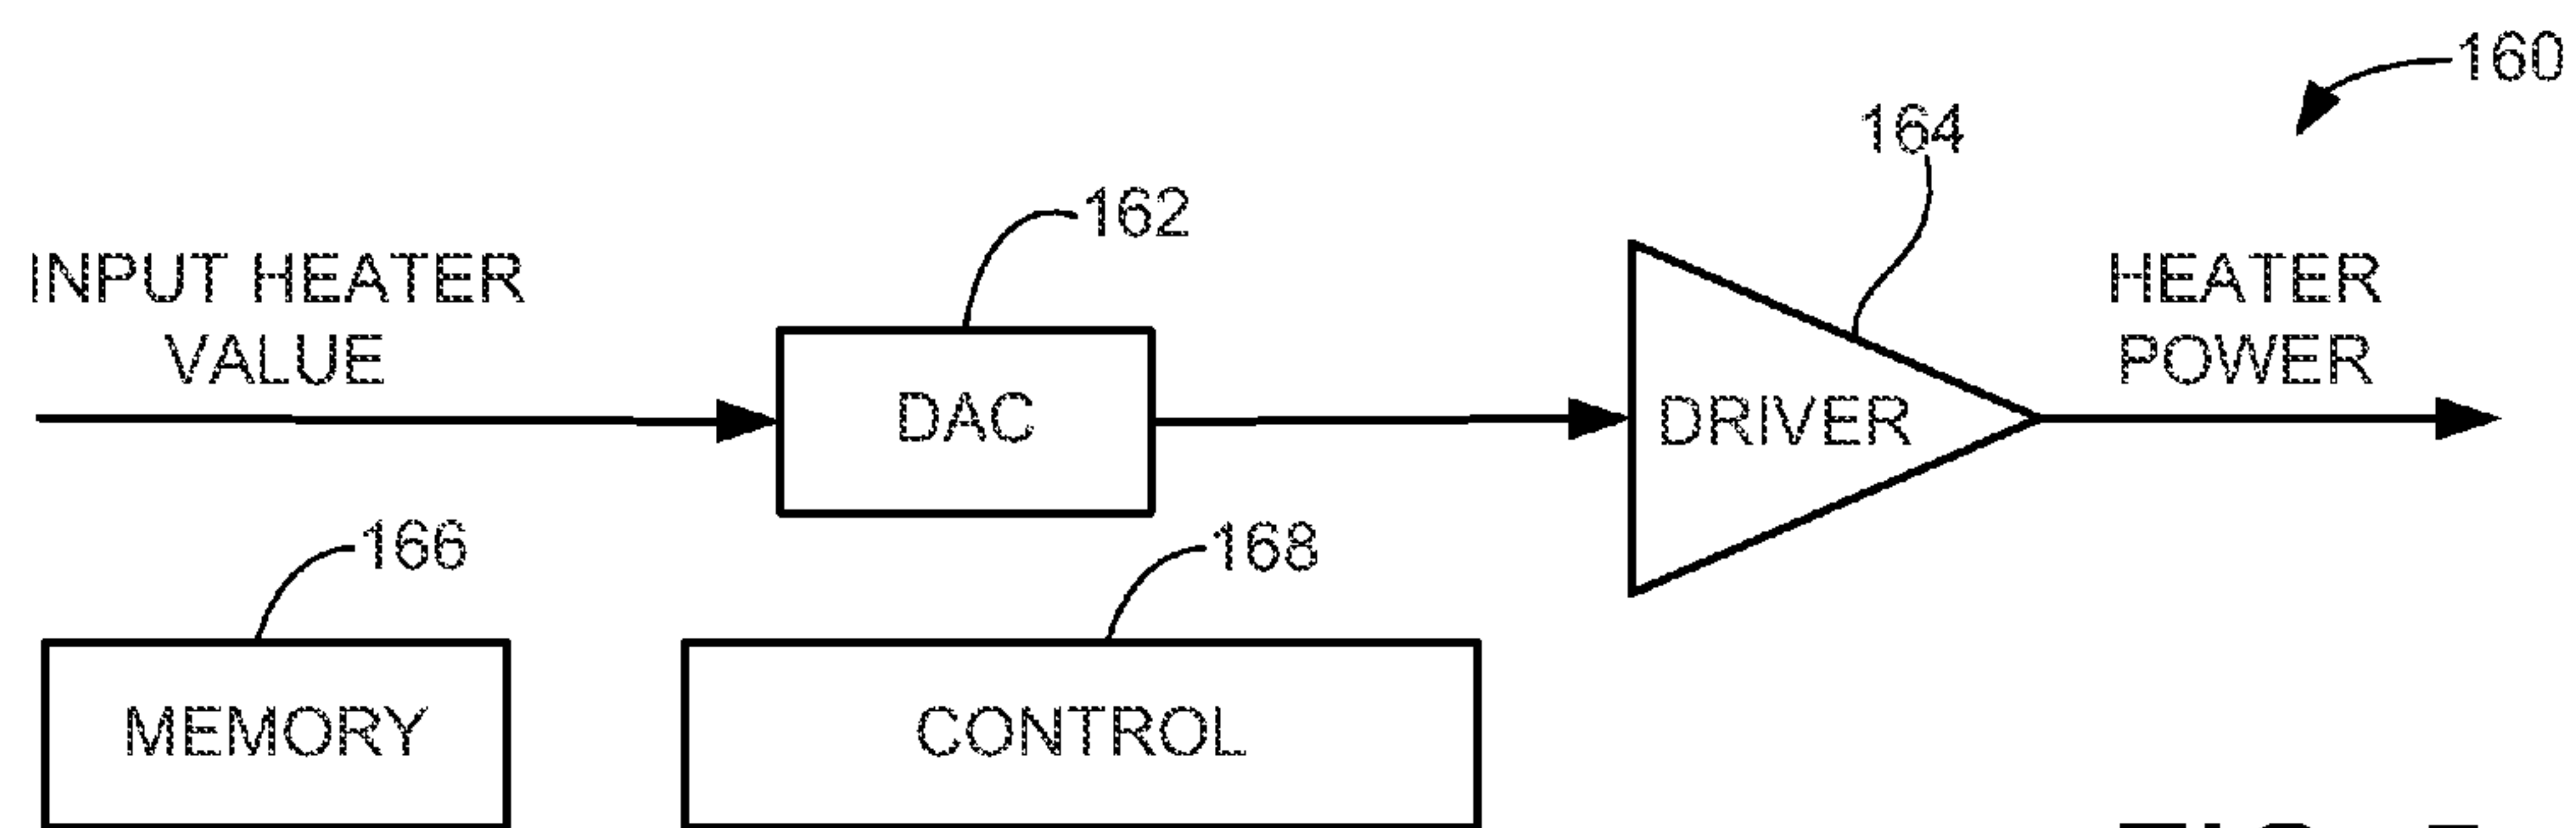 160
164
162
INPUT HEATER
VALUE
HEATER
POWER
DAC
DRIVER
166
168
MEMORY
CONTROL